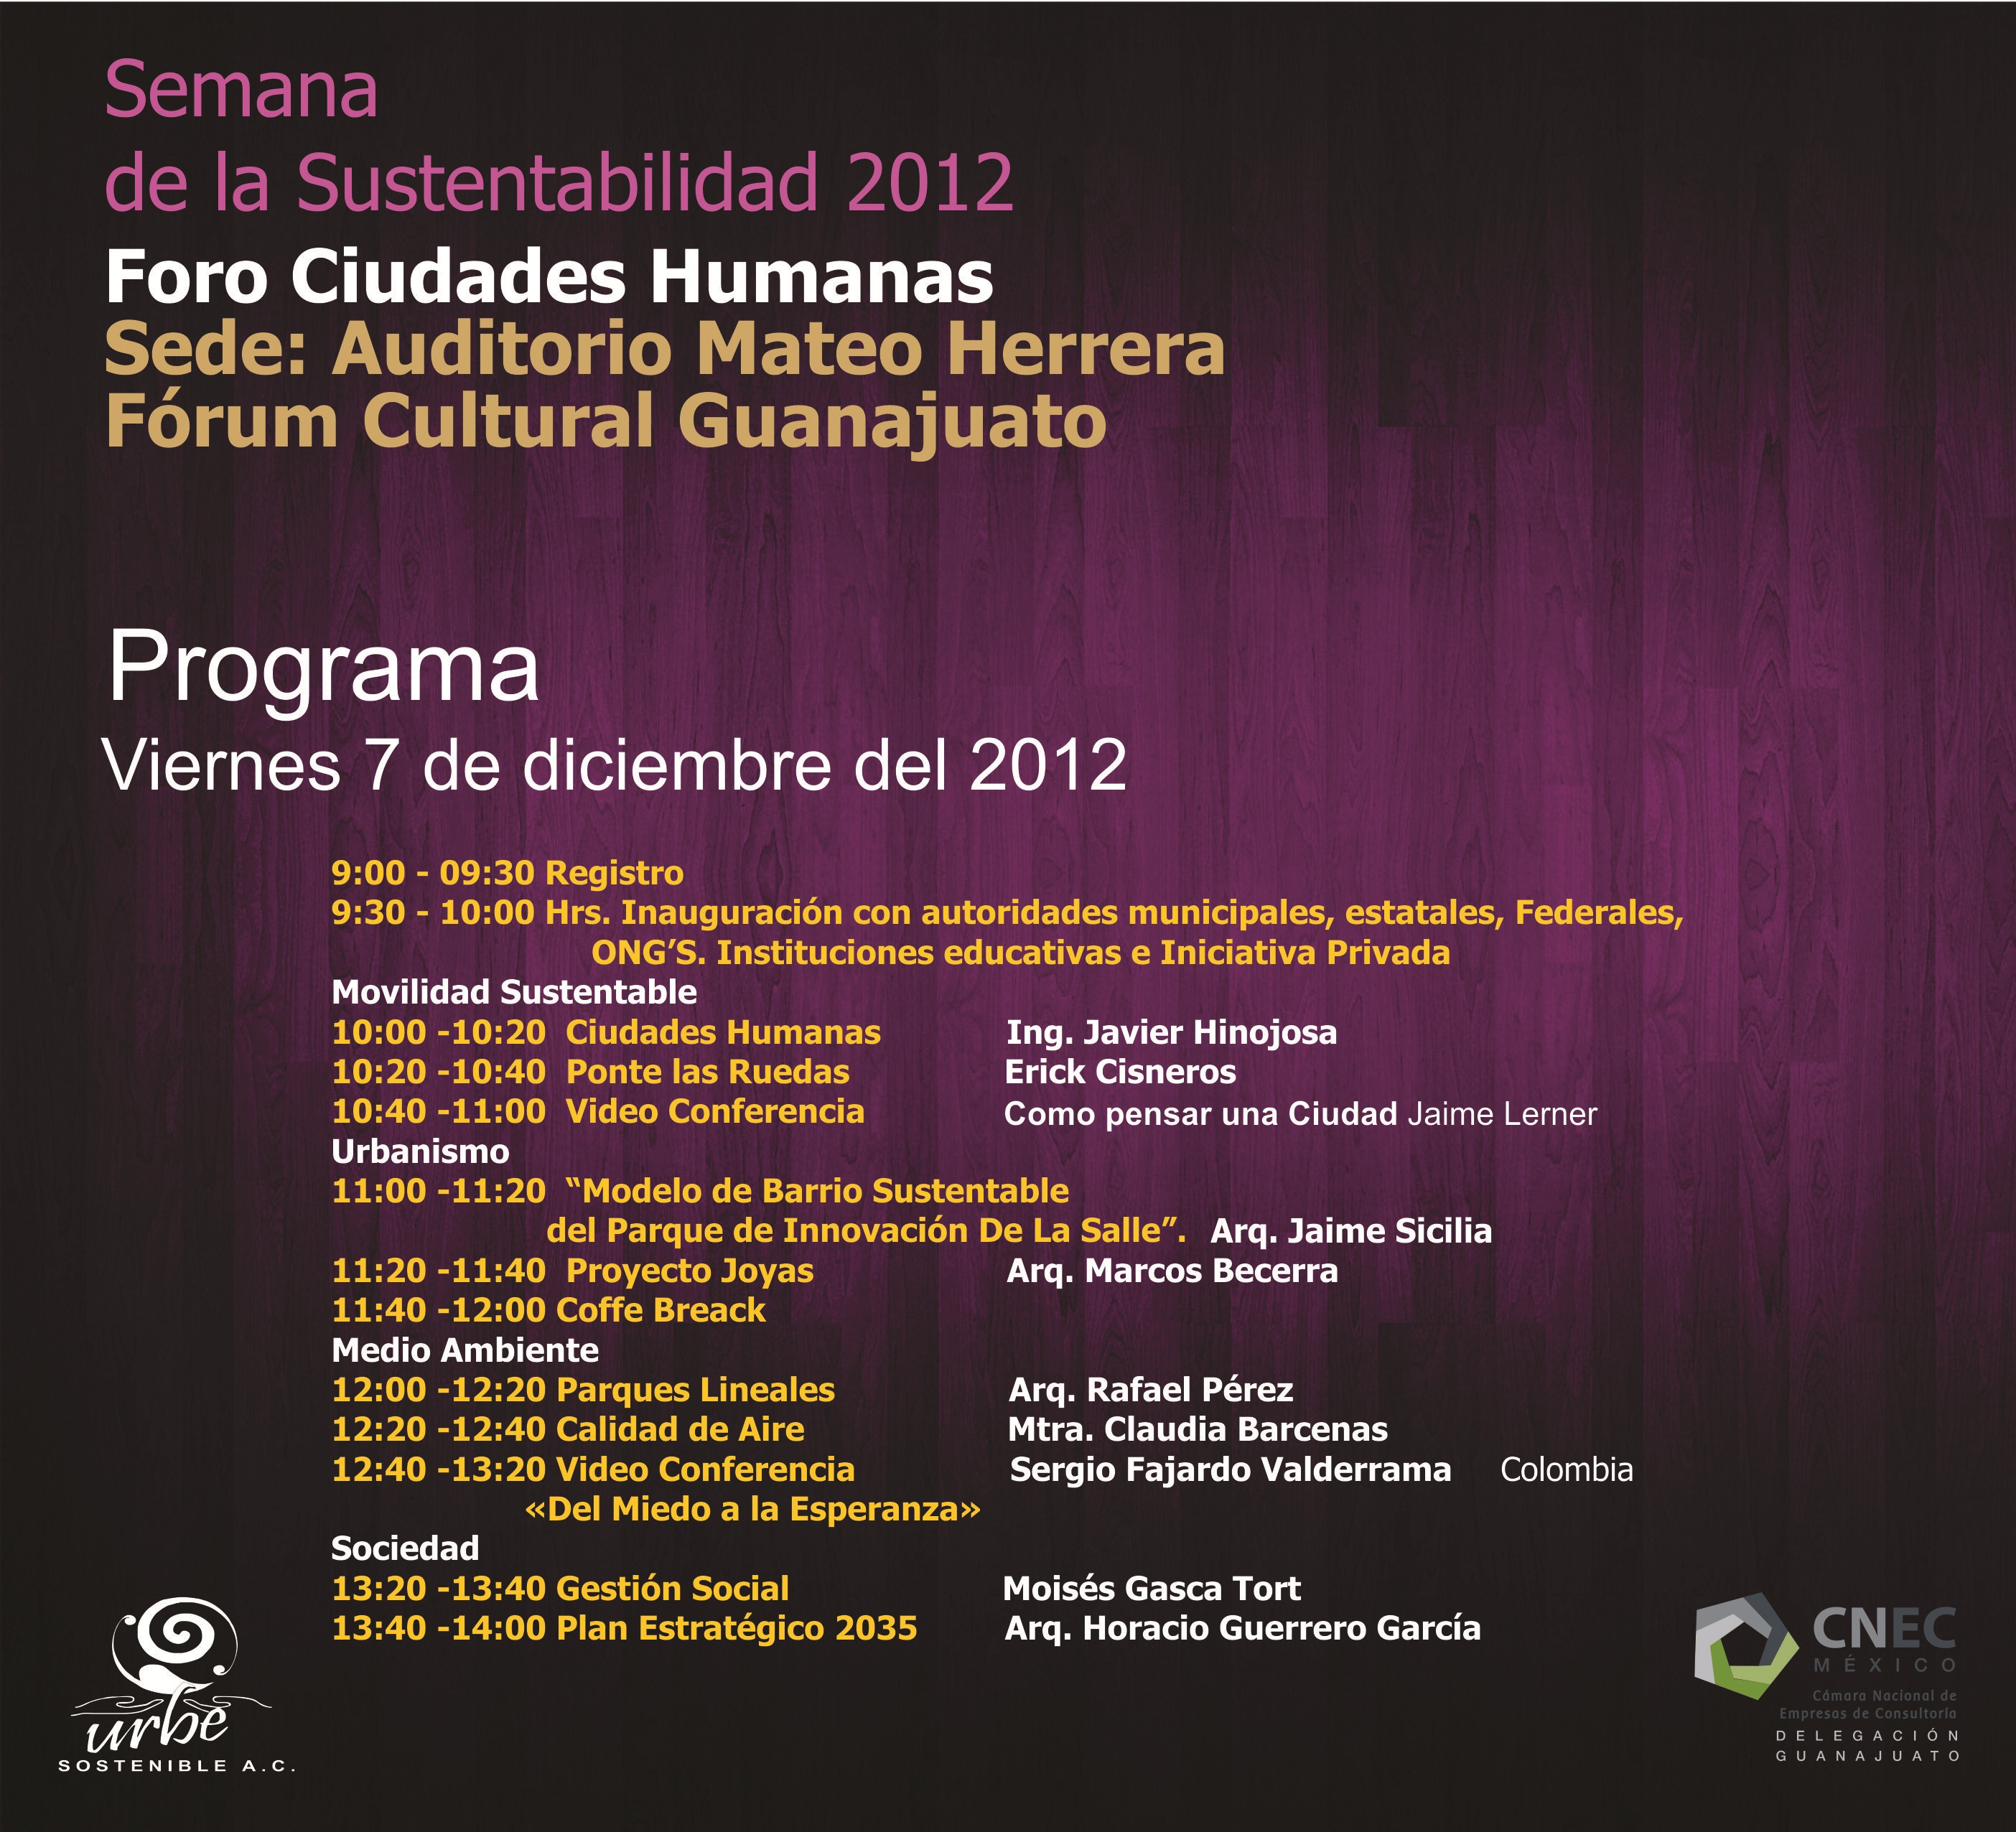 Semana
de la Sustentabilidad 2012
Foro Ciudades Humanas
Sede: Auditorio Mateo Herrera
Fórum Cultural Guanajuato
Programa
Viernes 7 de diciembre del 2012
9:00 - 09:30 Registro
9:30 - 10:00 Hrs. Inauguración con autoridades municipales, estatales, Federales,
ONG’S. Instituciones educativas e Iniciativa Privada
Movilidad Sustentable
10:00 -10:20 Ciudades Humanas Ing. Javier Hinojosa
10:20 -10:40 Ponte las Ruedas Erick Cisneros
10:40 -11:00 Video Conferencia Como pensar una Ciudad Jaime Lerner
Urbanismo
11:00 -11:20 “Modelo de Barrio Sustentable
del Parque de Innovación De La Salle”. Arq. Jaime Sicilia
11:20 -11:40 Proyecto Joyas Arq. Marcos Becerra
11:40 -12:00 Coffe Breack
Medio Ambiente
12:00 -12:20 Parques Lineales Arq. Rafael Pérez
12:20 -12:40 Calidad de Aire Mtra. Claudia Barcenas
12:40 -13:20 Video Conferencia Sergio Fajardo Valderrama Colombia
«Del Miedo a la Esperanza»
Sociedad
13:20 -13:40 Gestión Social Moisés Gasca Tort
13:40 -14:00 Plan Estratégico 2035 Arq. Horacio Guerrero García
urbe
SOSTENIBLE A.C.
CNEC
MÉXICO
Cámara Nacional de
Empresas de Consultoría
DELEGACIÓN
GUANAJUATO